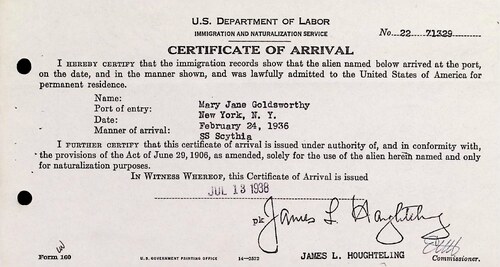 U.S. DEPARTMENT OF LABOR
IMMIGRATION AND NATURALIZATION SERVICE
No. 22 71329
CERTIFICATE OF ARRIVAL
I HEREBY CERTIFY that the immigration records show that the alien named below arrived at the port,
on the date, and in the manner shown, and was lawfully admitted to the United States of America for
permanent residence.
Name: Mary Jane Goldsworthy
Port of entry: New York, N. Y.
Date: February 24, 1936
Manner of arrival: SS Scythia
I FURTHER CERTIFY that this certificate of arrival is issued under authority of, and in conformity with,
the provisions of the Act of June 29, 1906, as amended, solely for the use of the alien herein named and only
for naturalization purposes.
IN WITNESS WHEREOF, this Certificate of Arrival is issued
JUL 13 1938
pk James L. Houghteling
JAMES L. HOUGHTELING
Commissioner.
Form 160
U.S. GOVERNMENT PRINTING OFFICE